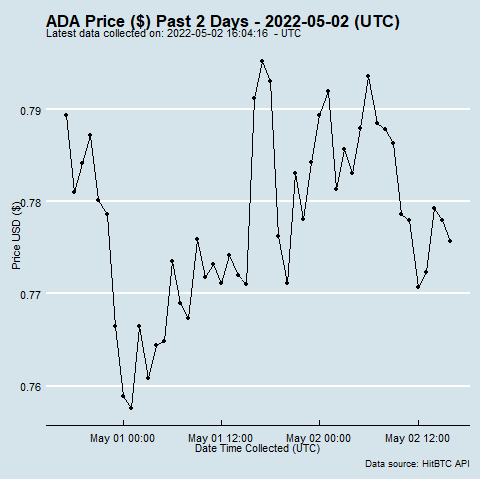 ADA Price ($) Past 2 Days - 2022-05-02 (UTC)
Latest data collected on: 2022-05-02 16:04:16 - UTC
0.79
0.78
0.77
0.76
Price USD ($)
May 01 00:00
May 01 12:00
May 02 00:00
May 02 12:00
Date Time Collected (UTC)
Data source: HitBTC API